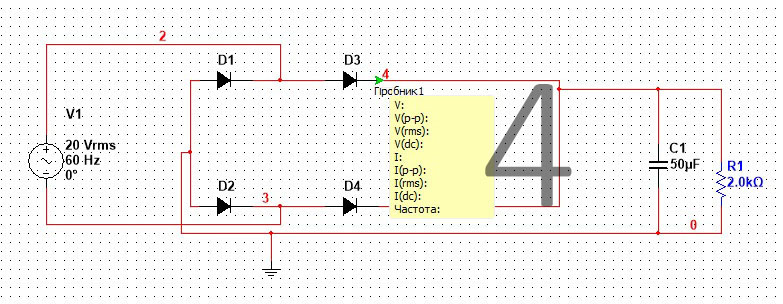 2
D1
D3
4
Пробник1
V1
V:
V(p-p):
V(rms):
V(dc):
I:
I(p-p):
I(rms):
I(dc):
Частота:
4
20 Vrms
60 Hz
0°
C1
50µF
R1
2.0kΩ
D2
3
D4
0